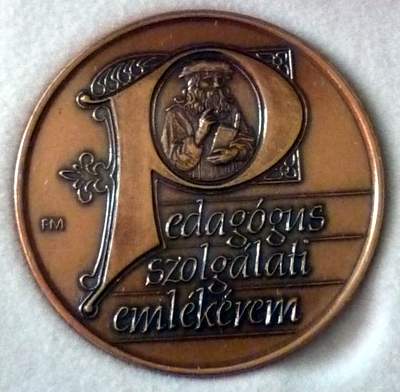 Pedagógus
szolgálati
emlékérem
FM